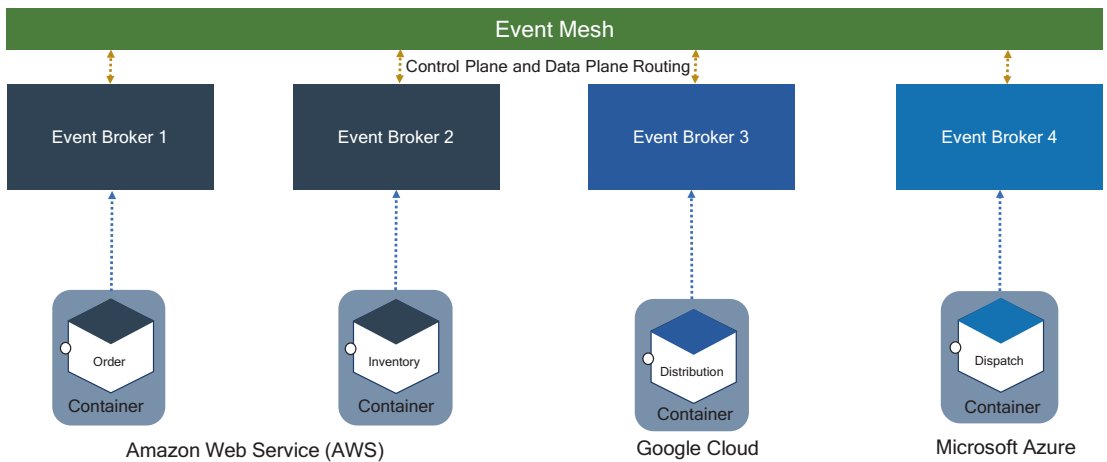 Event Mesh
Control Plane and Data Plane Routing
Event Broker 1
Event Broker 2
Event Broker 3
Event Broker 4
Order
Container
Inventory
Container
Distribution
Container
Dispatch
Container
Amazon Web Service (AWS)
Google Cloud
Microsoft Azure